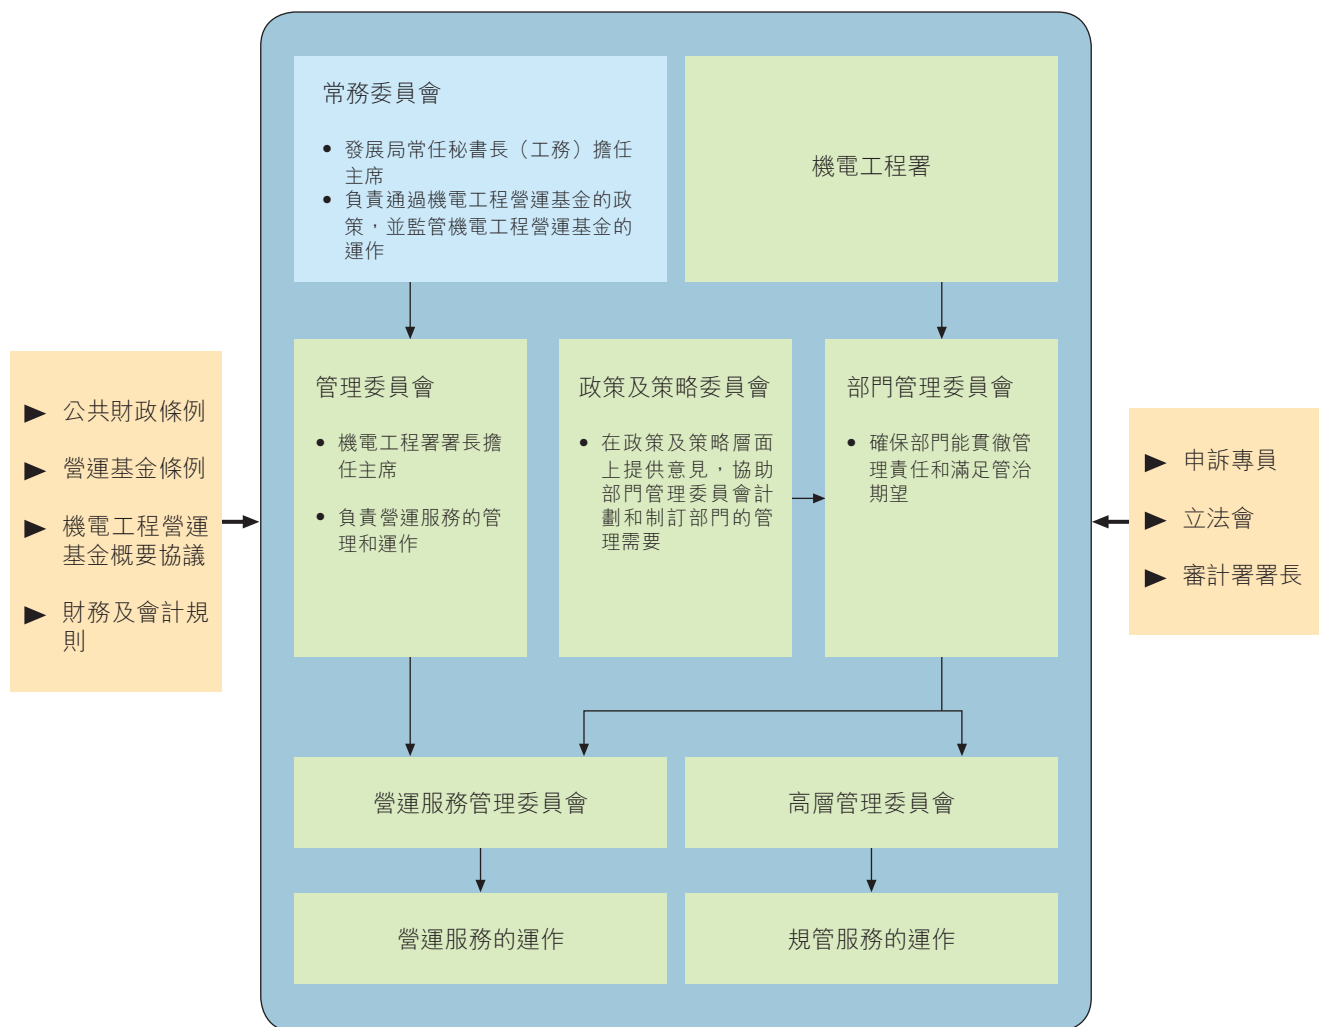 常務委員會
發展局常任秘書長（工務）擔任
主席
負責通過機電工程營運基金的政
策，並監管機電工程營運基金的
運作
機電工程署
管理委員會
機電工程署署長擔
任主席
負責營運服務的管
理和運作
政策及策略委員會
在政策及策略層面
上提供意見，協助
部門管理委員會計
劃和制訂部門的管
理需要
部門管理委員會
確保部門能貫徹管
理責任和滿足管治
期望
公共財政條例
營運基金條例
機電工程營運
基金概要協議
財務及會計規
則
申訴專員
立法會
審計署署長
營運服務管理委員會
高層管理委員會
營運服務的運作
規管服務的運作